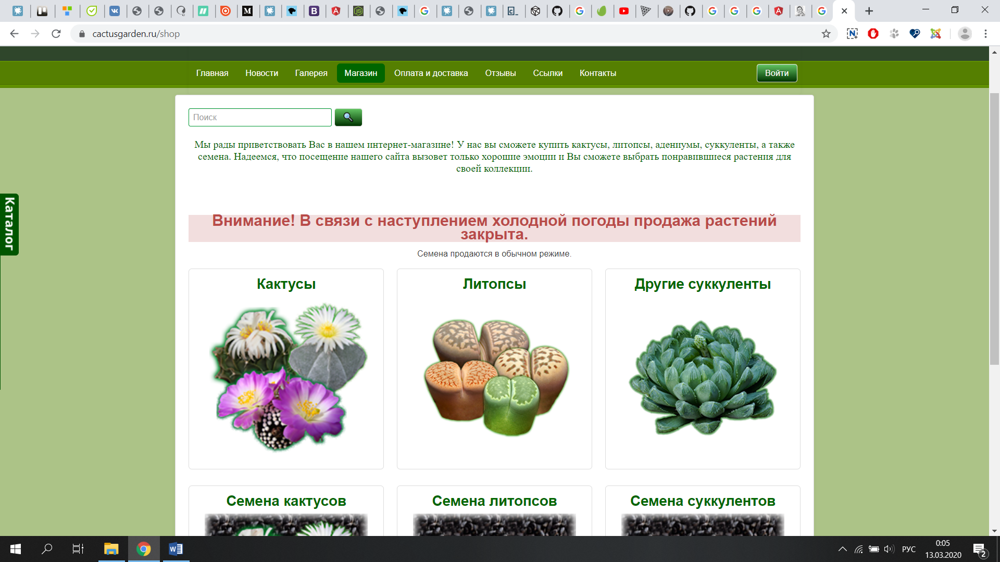 cactusgarden.ru/shop
Главная Новости Галерея Магазин Оплата и доставка Отзывы Ссылки Контакты Войти
Поиск
Мы рады приветствовать Вас в нашем интернет-магазине! У нас вы сможете купить кактусы, литопсы, адениумы, суккуленты, а также
семена. Надеемся, что посещение нашего сайта вызовет только хорошие эмоции и Вы сможете выбрать понравившиеся растения для
своей коллекции.
Каталог
Внимание! В связи с наступлением холодной погоды продажа растений
закрыта.
Семена продаются в обычном режиме.
Кактусы Литопсы Другие суккуленты
Семена кактусов Семена литопсов Семена суккулентов
РУС
0:05
13.03.2020
2